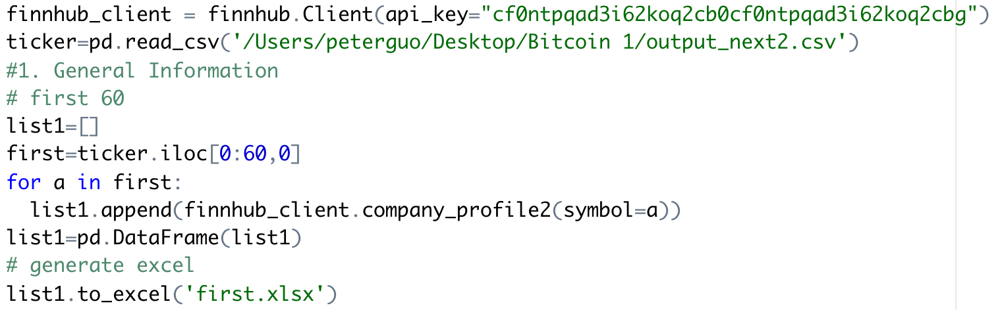 finnhub_client = finnhub.Client(api_key="cf0ntpqad3i62koq2cb0cf0ntpqad3i62koq2cbg")
ticker=pd.read_csv('/Users/peterguo/Desktop/Bitcoin 1/output_next2.csv')
#1. General Information
# first 60
list1=[]
first=ticker.iloc[0:60,0]
for a in first:
  list1.append(finnhub_client.company_profile2(symbol=a))
list1=pd.DataFrame(list1)
# generate excel
list1.to_excel('first.xlsx')